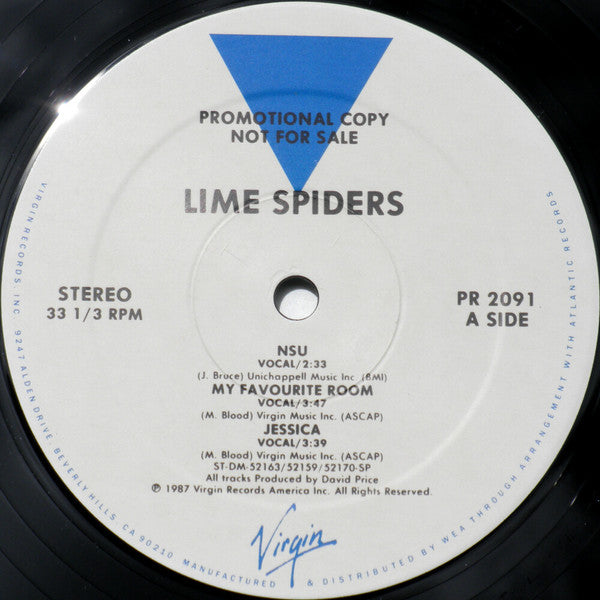 PROMOTIONAL COPY
NOT FOR SALE
LIME SPIDERS
STEREO
33 1/3 RPM
PR 2091
A SIDE
NSU
VOCAL/2:33
(J. Bruce) Unichappell Music Inc. (BMI)
MY FAVOURITE ROOM
VOCAL/3:47
(M. Blood) Virgin Music Inc. (ASCAP)
JESSICA
VOCAL/3:39
(M. Blood) Virgin Music Inc. (ASCAP)
ST-DM-52163/52159/52170-SP
All tracks Produced by David Price
℗ 1987 Virgin Records America Inc. All Rights Reserved.
Virgin
VIRGIN RECORDS, INC. 9247 ALDEN DRIVE, BEVERLY HILLS, CA 90210 MANUFACTURED & DISTRIBUTED BY WEA THROUGH ARRANGEMENT WITH ATLANTIC RECORDS